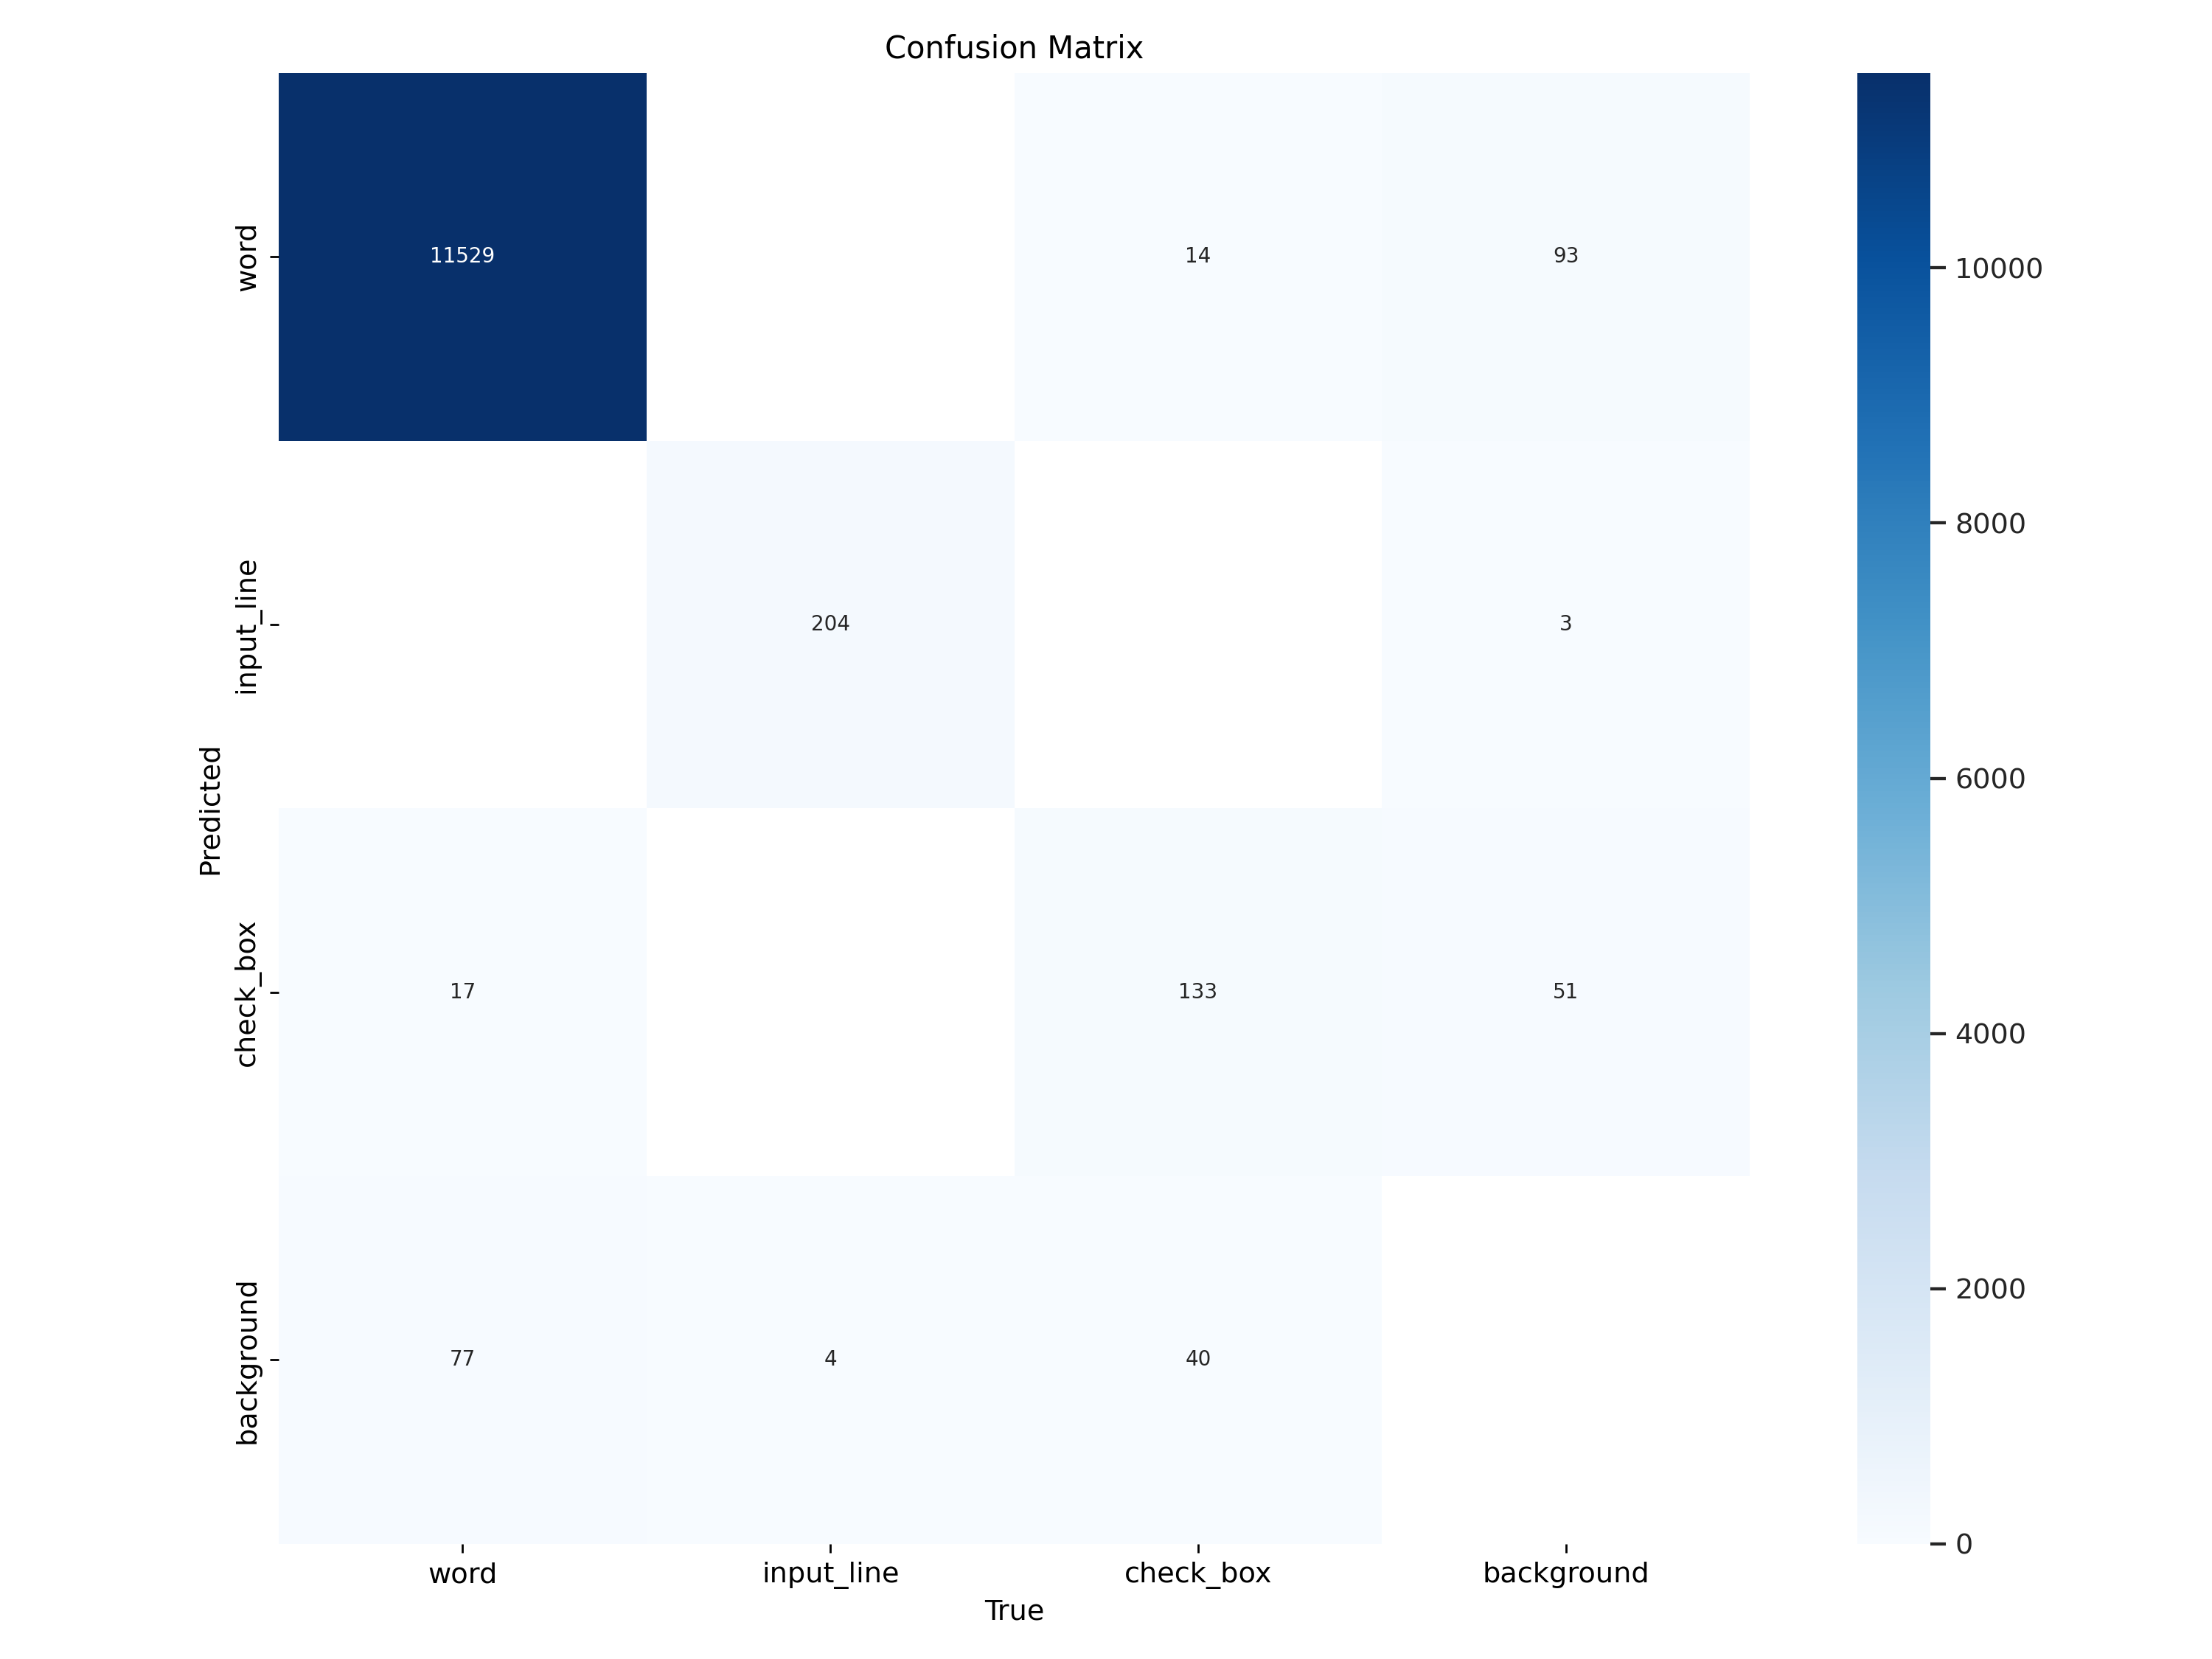 Confusion Matrix
Predicted
word
11529
14
93
input_line
204
3
check_box
17
133
51
background
77
4
40
word
input_line
check_box
background
True
10000
8000
6000
4000
2000
0